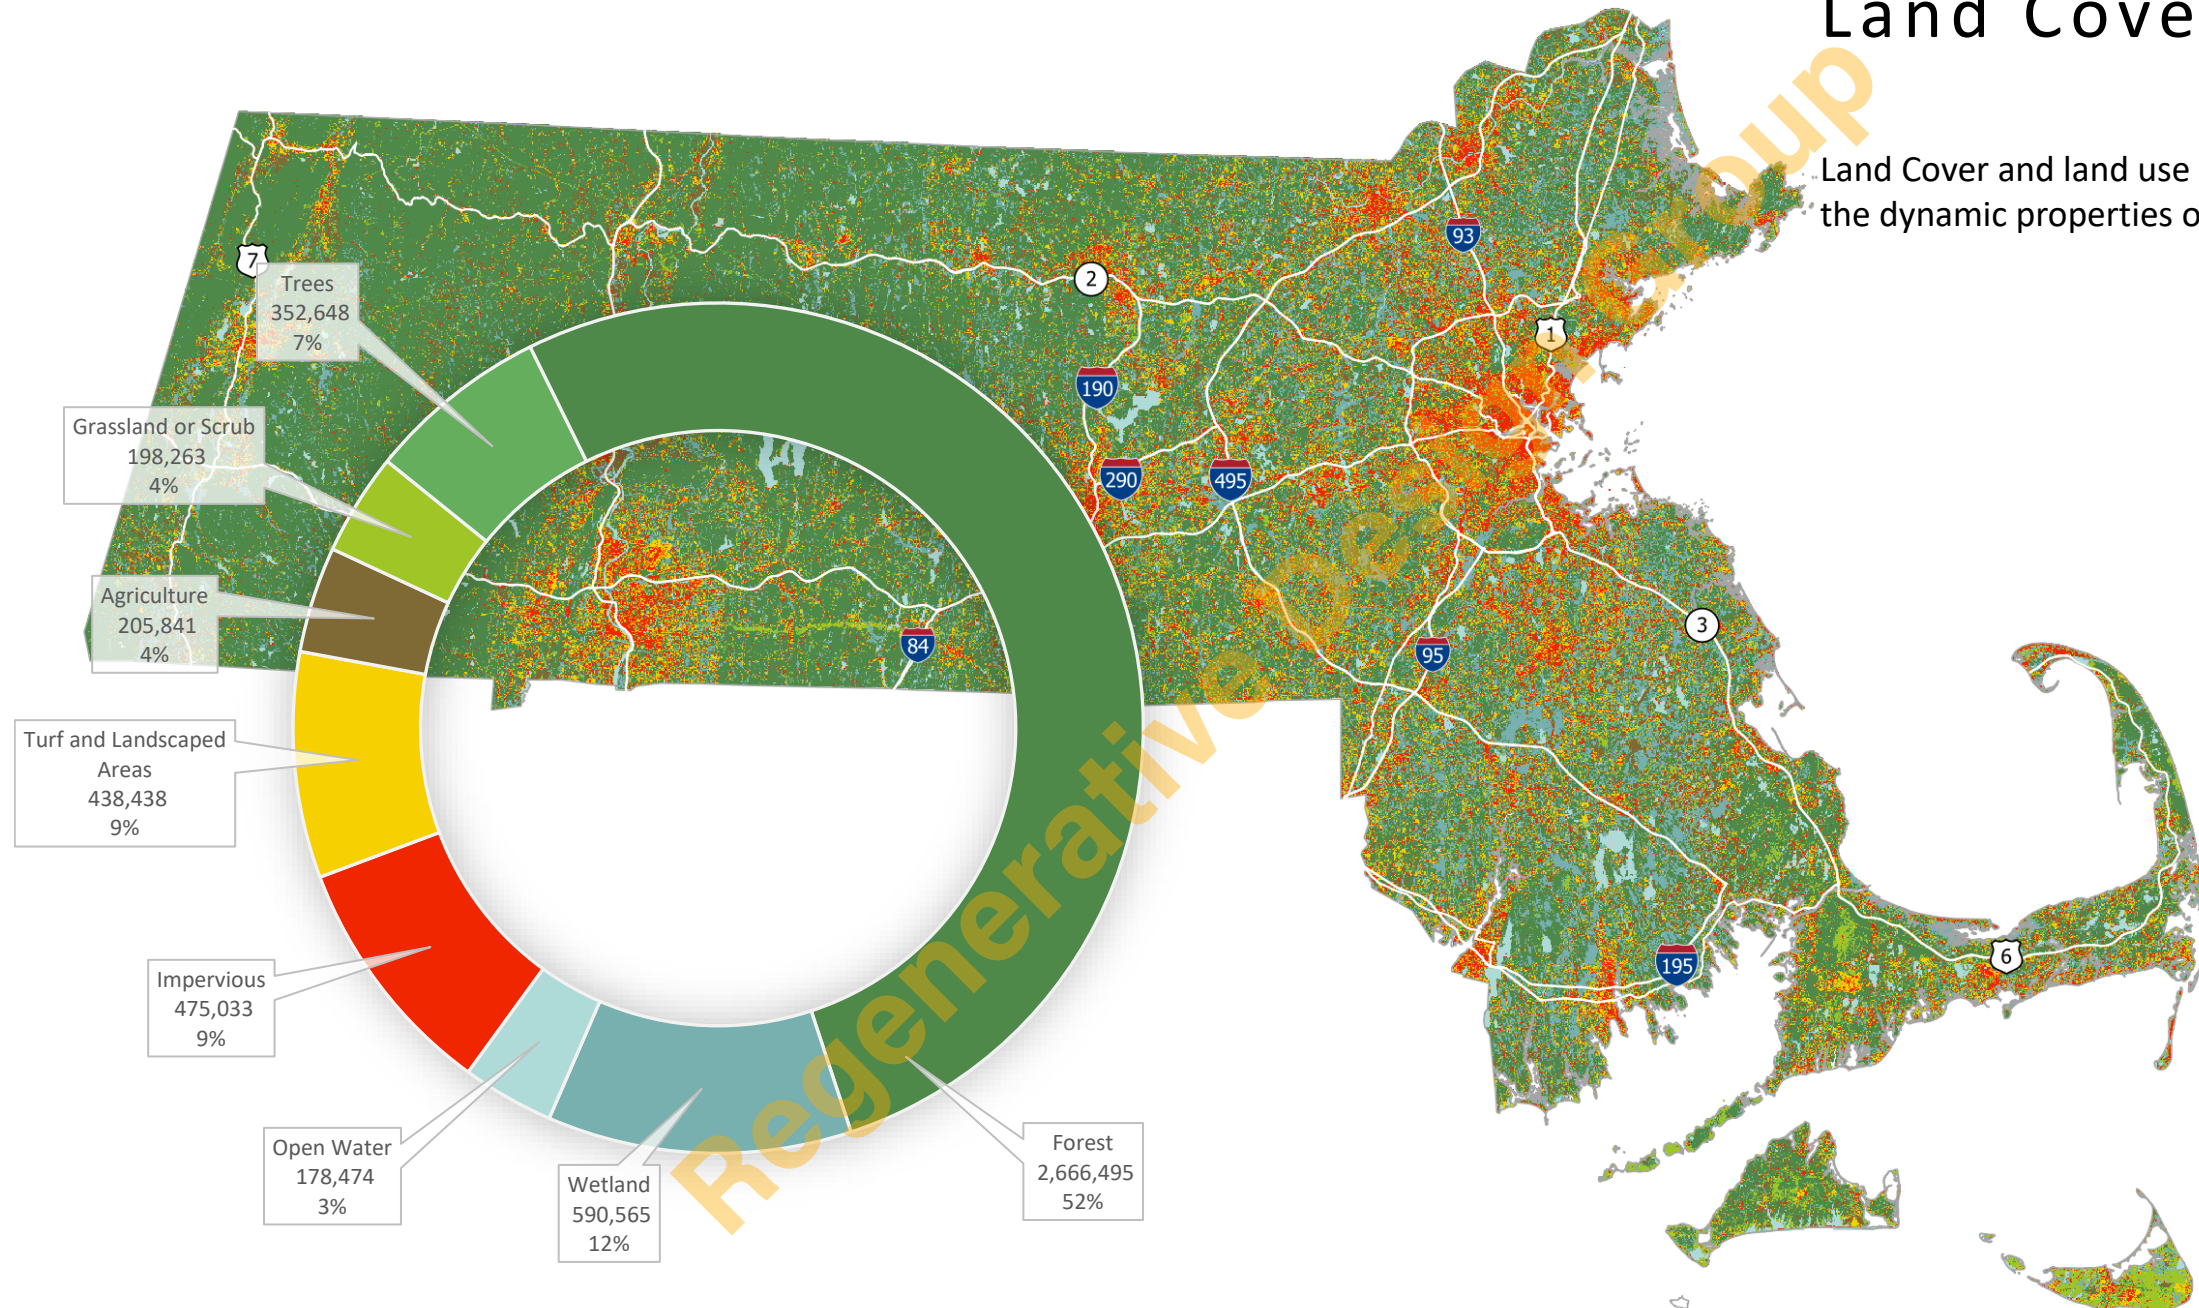 Land Cove
Land Cover and land use
the dynamic properties o
7
2
93
1
190
290
495
84
95
3
195
6
Trees
352,648
7%
Grassland or Scrub
198,263
4%
Agriculture
205,841
4%
Turf and Landscaped
Areas
438,438
9%
Impervious
475,033
9%
Open Water
178,474
3%
Wetland
590,565
12%
Forest
2,666,495
52%
Regenerative Design Group